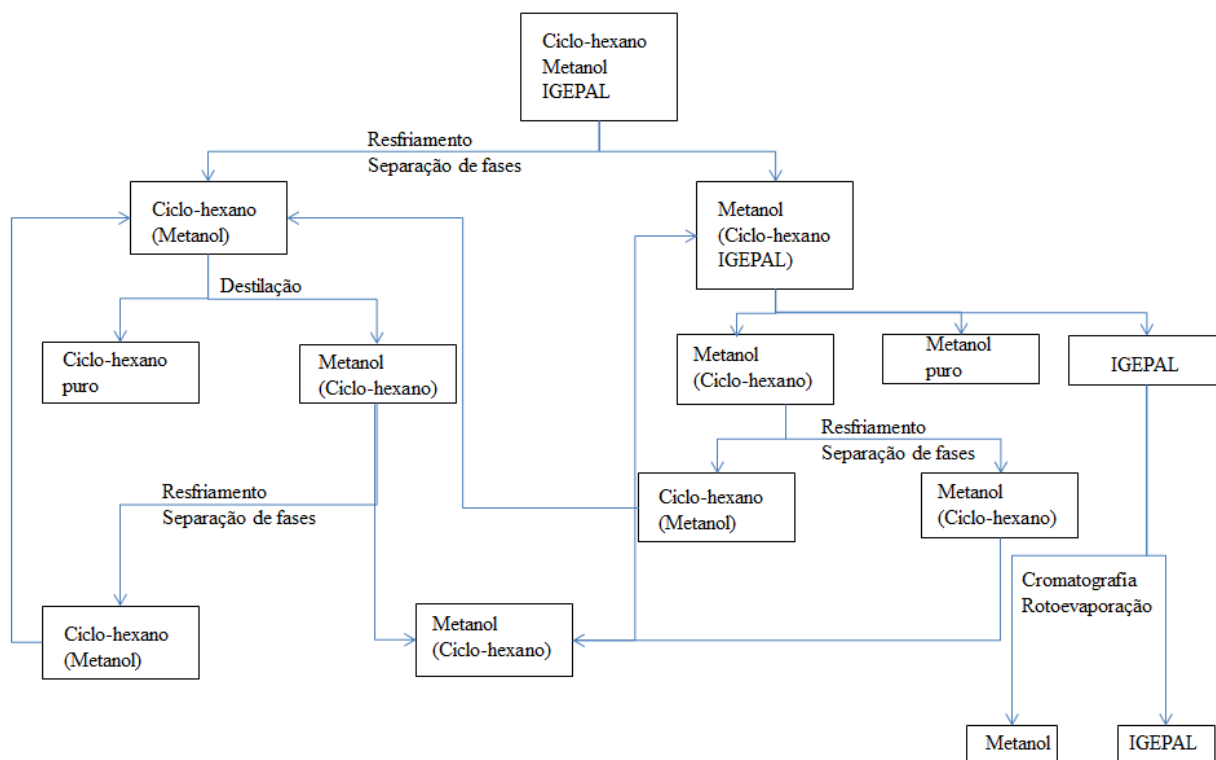 Ciclo-hexano
Metanol
IGEPAL
Resfriamento
Separação de fases
Ciclo-hexano
(Metanol)
Metanol
(Ciclo-hexano
IGEPAL)
Destilação
Ciclo-hexano
puro
Metanol
(Ciclo-hexano)
Metanol
(Ciclo-hexano)
Metanol
puro
IGEPAL
Resfriamento
Separação de fases
Resfriamento
Separação de fases
Ciclo-hexano
(Metanol)
Metanol
(Ciclo-hexano)
Cromatografia
Rotoevaporação
Ciclo-hexano
(Metanol)
Metanol
(Ciclo-hexano)
Metanol
IGEPAL